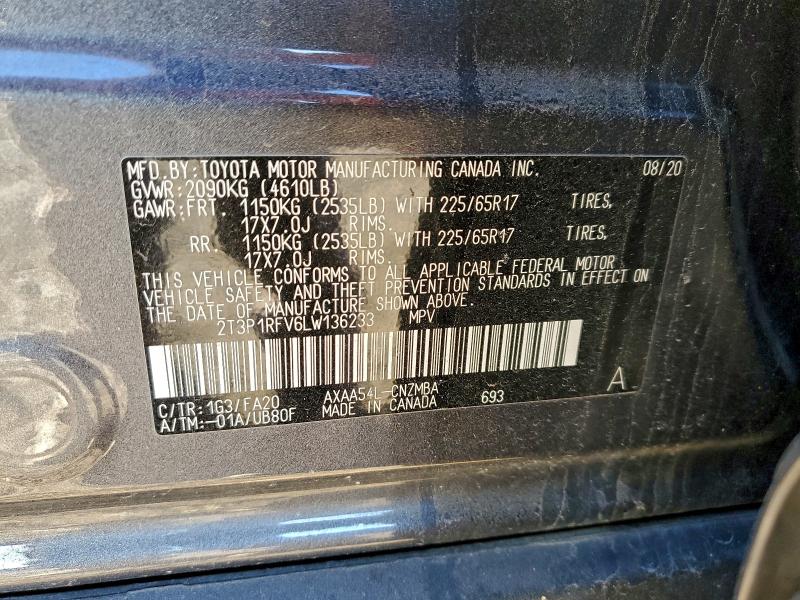 MFD. BY: TOYOTA MOTOR MANUFACTURING CANADA INC. 08/20
GVWR: 2090KG (4610LB)
GAWR: FRT. 1150KG (2535LB) WITH 225/65R17 TIRES,
17X7.0J RIMS.
RR. 1150KG (2535LB) WITH 225/65R17 TIRES,
17X7.0J RIMS.
THIS VEHICLE CONFORMS TO ALL APPLICABLE FEDERAL MOTOR
VEHICLE SAFETY AND THEFT PREVENTION STANDARDS IN EFFECT ON
THE DATE OF MANUFACTURE SHOWN ABOVE.
2T3P1RFV6LW136233 MPV
C/TR: 1G3/FA20 AXAA54L-CNZMBA 693 A
A/TM: -01A/UB80F MADE IN CANADA